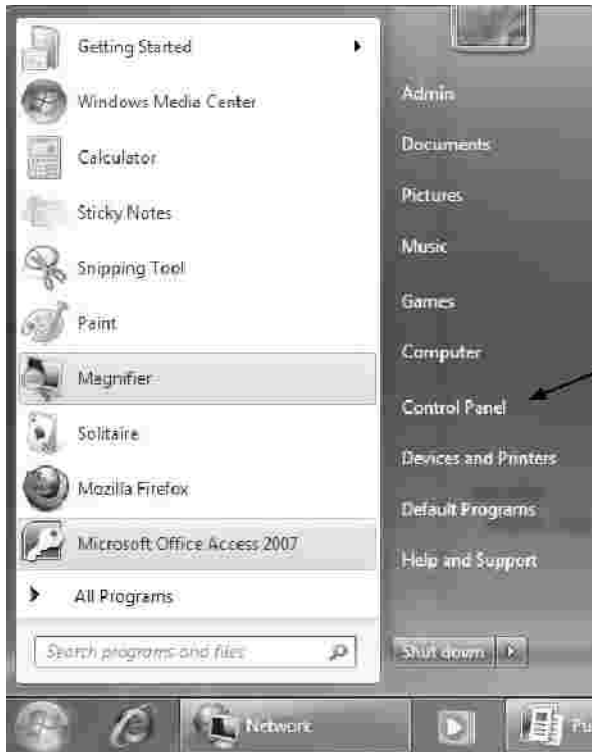 Getting Started
Windows Media Center
Calculator
Sticky Notes
Snipping Tool
Paint
Magnifier
Solitaire
Mozilla Firefox
Microsoft Office Access 2007
All Programs
Search programs and files
Admin
Documents
Pictures
Music
Games
Computer
Control Panel
Devices and Printers
Default Programs
Help and Support
Shut down
Network